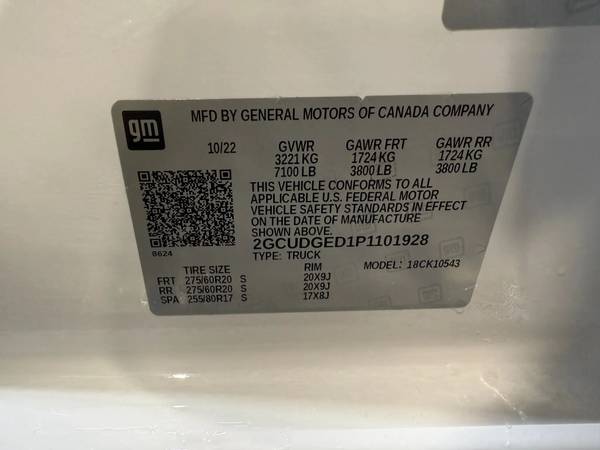 gm
MFD BY GENERAL MOTORS OF CANADA COMPANY
10/22 GVWR GAWR FRT GAWR RR
3221 KG 1724 KG 1724 KG
7100 LB 3800 LB 3800 LB
THIS VEHICLE CONFORMS TO ALL
APPLICABLE U.S. FEDERAL MOTOR
VEHICLE SAFETY STANDARDS IN EFFECT
ON THE DATE OF MANUFACTURE
SHOWN ABOVE.
8624 2GCUDGED1P1101928
TYPE: TRUCK MODEL: 18CK10543
TIRE SIZE RIM
FRT 275/60R20 S 20X9J
RR 275/60R20 S 20X9J
SPA 255/80R17 S 17X8J